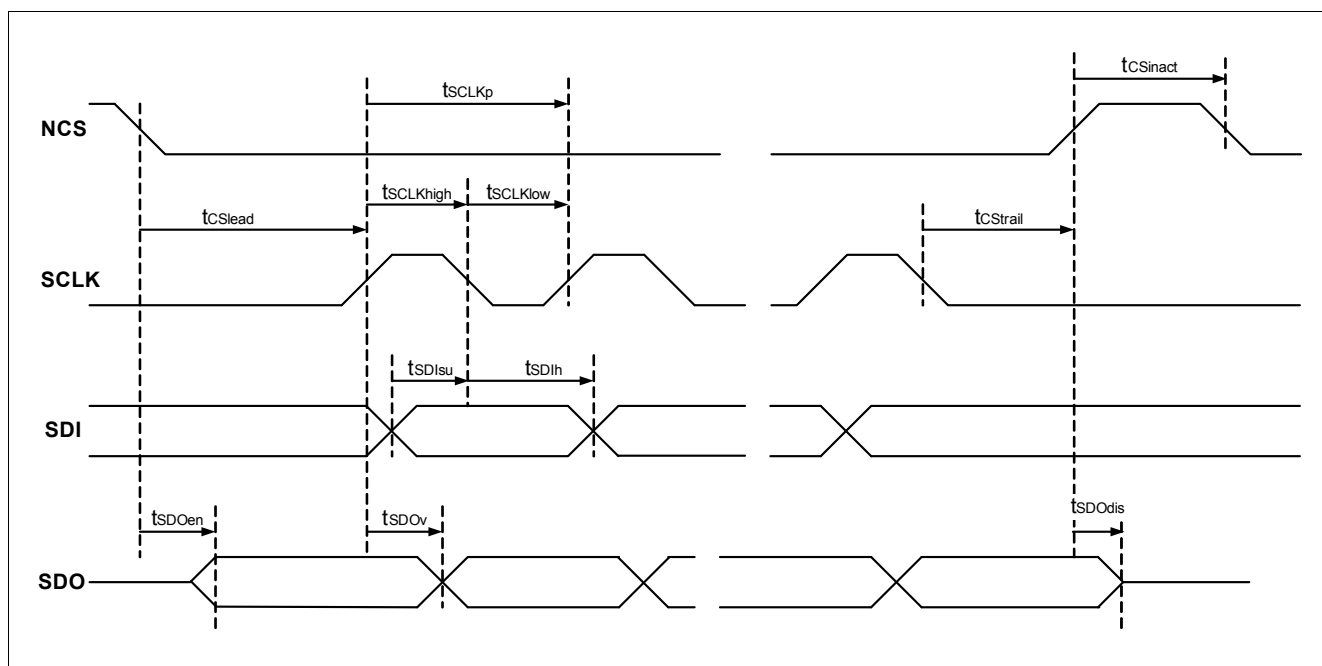 tCSinact
tSCLKp
NCS
tSCLKhigh tSCLKlow
tCSlead tCStrail
SCLK
tSDIsu tSDIh
SDI
tSDOen tSDOv tSDOdis
SDO